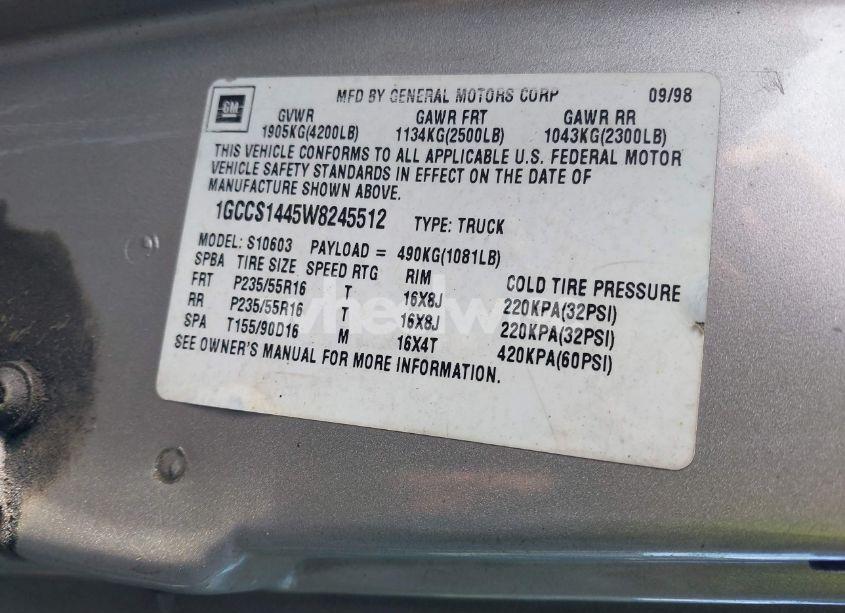 GM MFD BY GENERAL MOTORS CORP 09/98
GVWR GAWR FRT GAWR RR
1905KG(4200LB) 1134KG(2500LB) 1043KG(2300LB)
THIS VEHICLE CONFORMS TO ALL APPLICABLE U.S. FEDERAL MOTOR
VEHICLE SAFETY STANDARDS IN EFFECT ON THE DATE OF
MANUFACTURE SHOWN ABOVE.
1GCCS1445W8245512 TYPE: TRUCK
MODEL: S10603 PAYLOAD = 490KG(1081LB)
SPBA TIRE SIZE SPEED RTG RIM COLD TIRE PRESSURE
FRT P235/55R16 T 16X8J 220KPA(32PSI)
RR P235/55R16 T 16X8J 220KPA(32PSI)
SPA T155/90D16 M 16X4T 420KPA(60PSI)
SEE OWNER'S MANUAL FOR MORE INFORMATION.